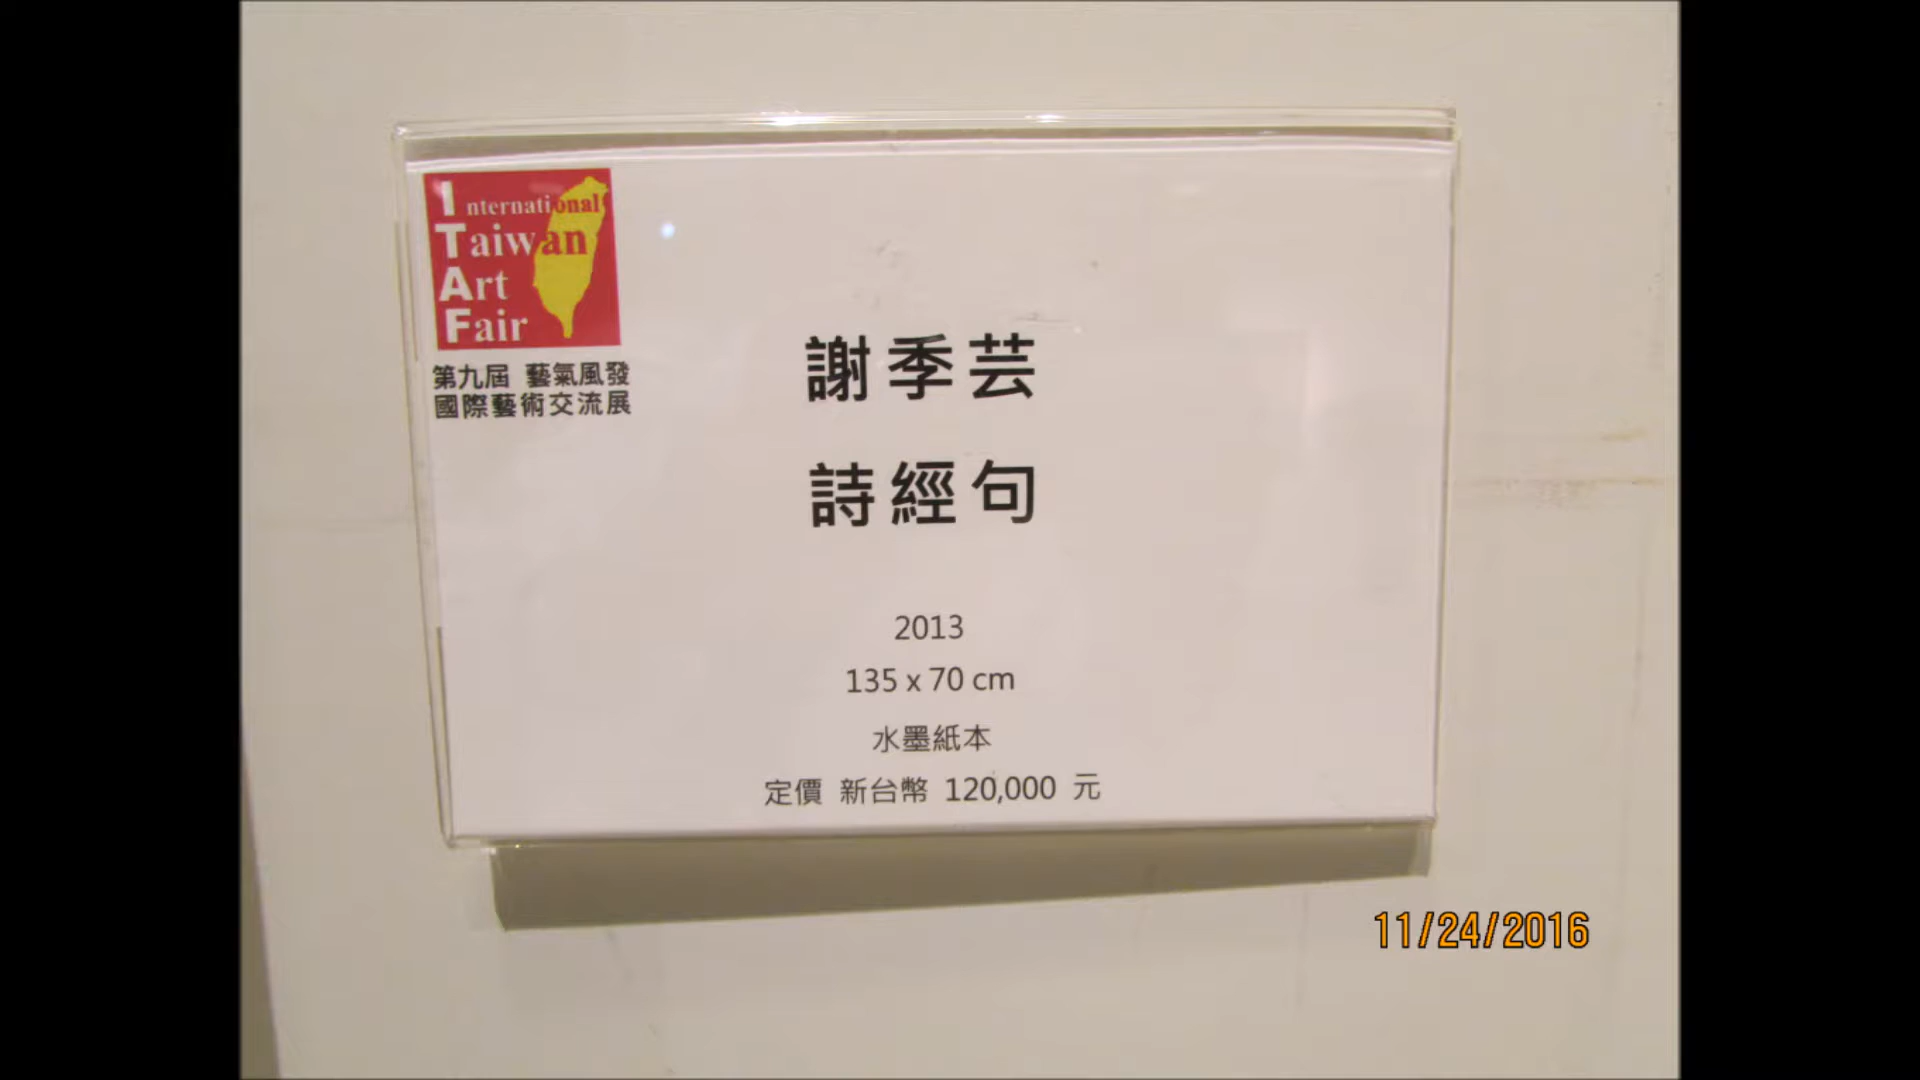 International
Taiwan
Art
Fair
第九屆 藝氣風發
國際藝術交流展
謝季芸
詩經句
2013
135 x 70 cm
水墨紙本
定價 新台幣 120,000 元
11/24/2016